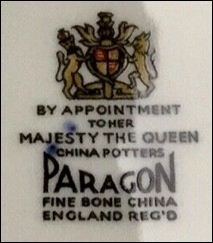 BY APPOINTMENT
TO HER
MAJESTY THE QUEEN
CHINA POTTERS
PARAGON
FINE BONE CHINA
ENGLAND REG'D